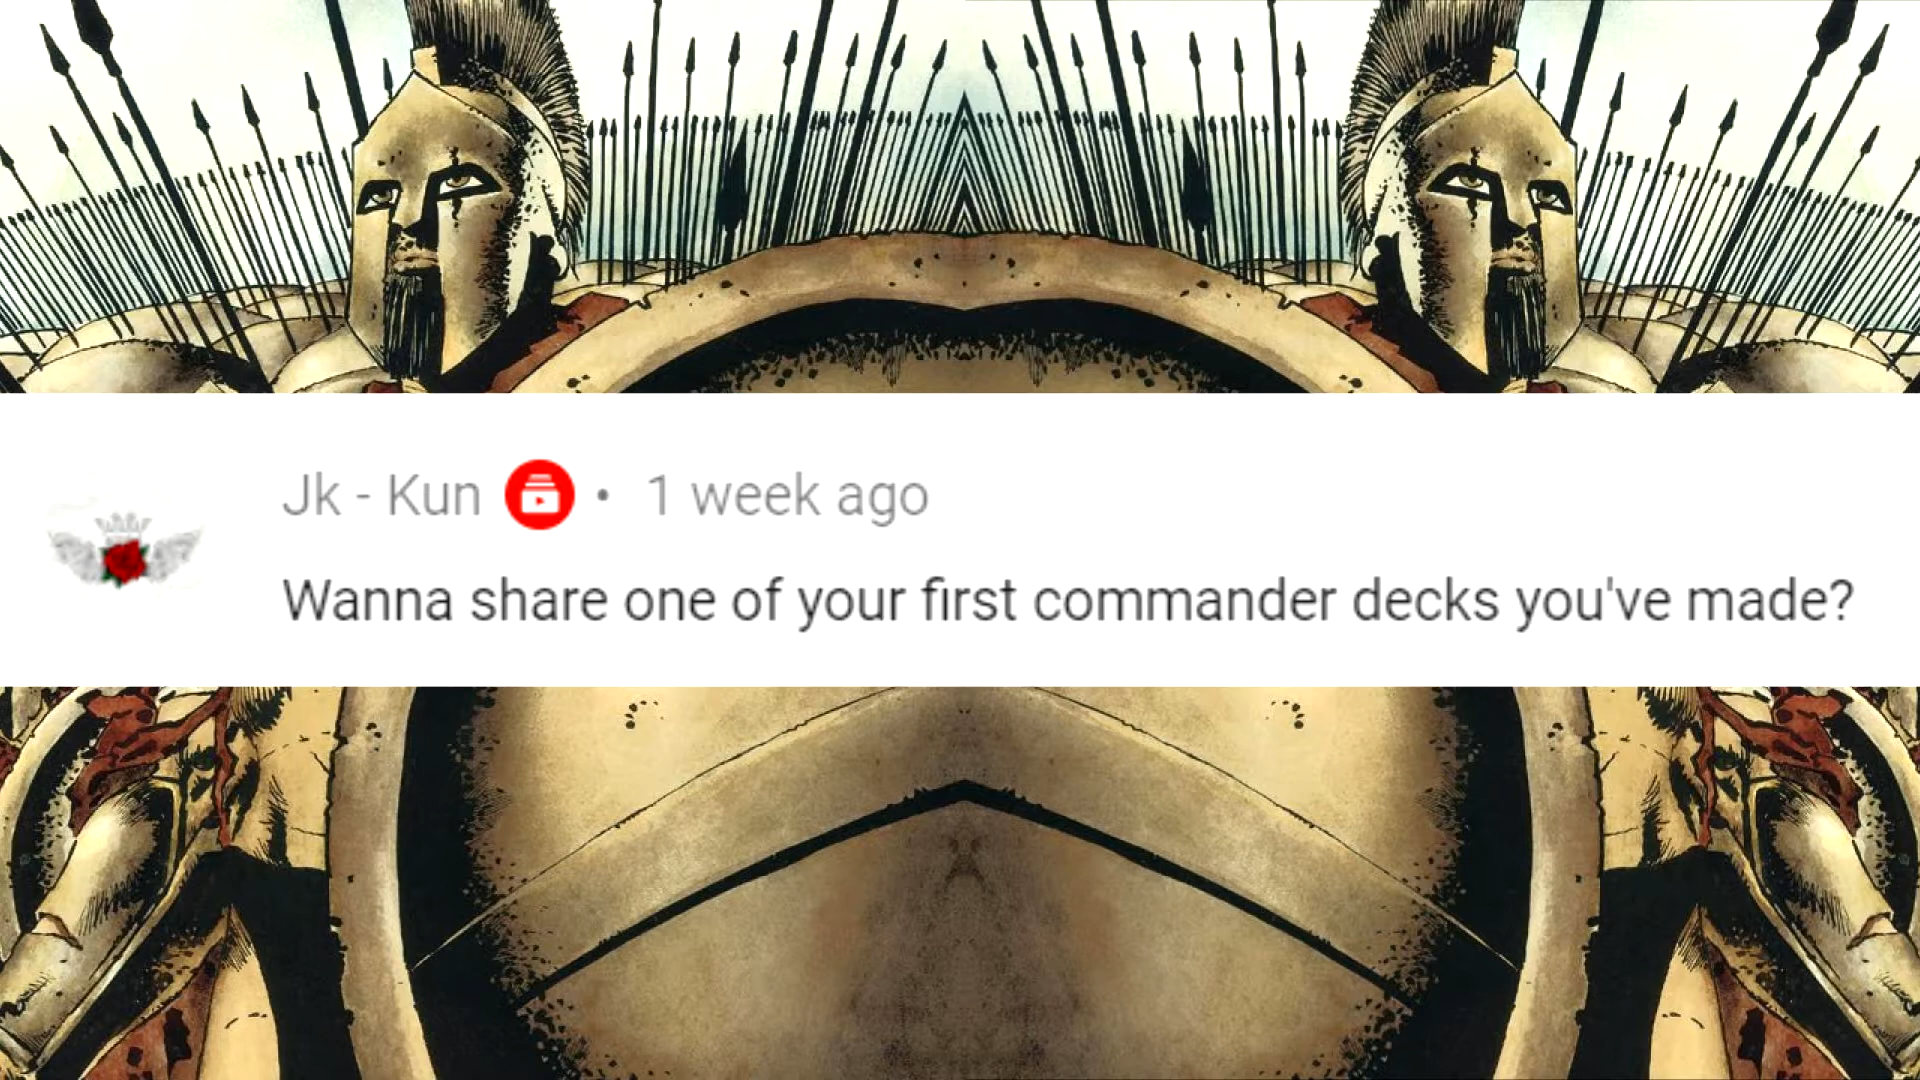 Jk - Kun • 1 week ago
Wanna share one of your first commander decks you've made?